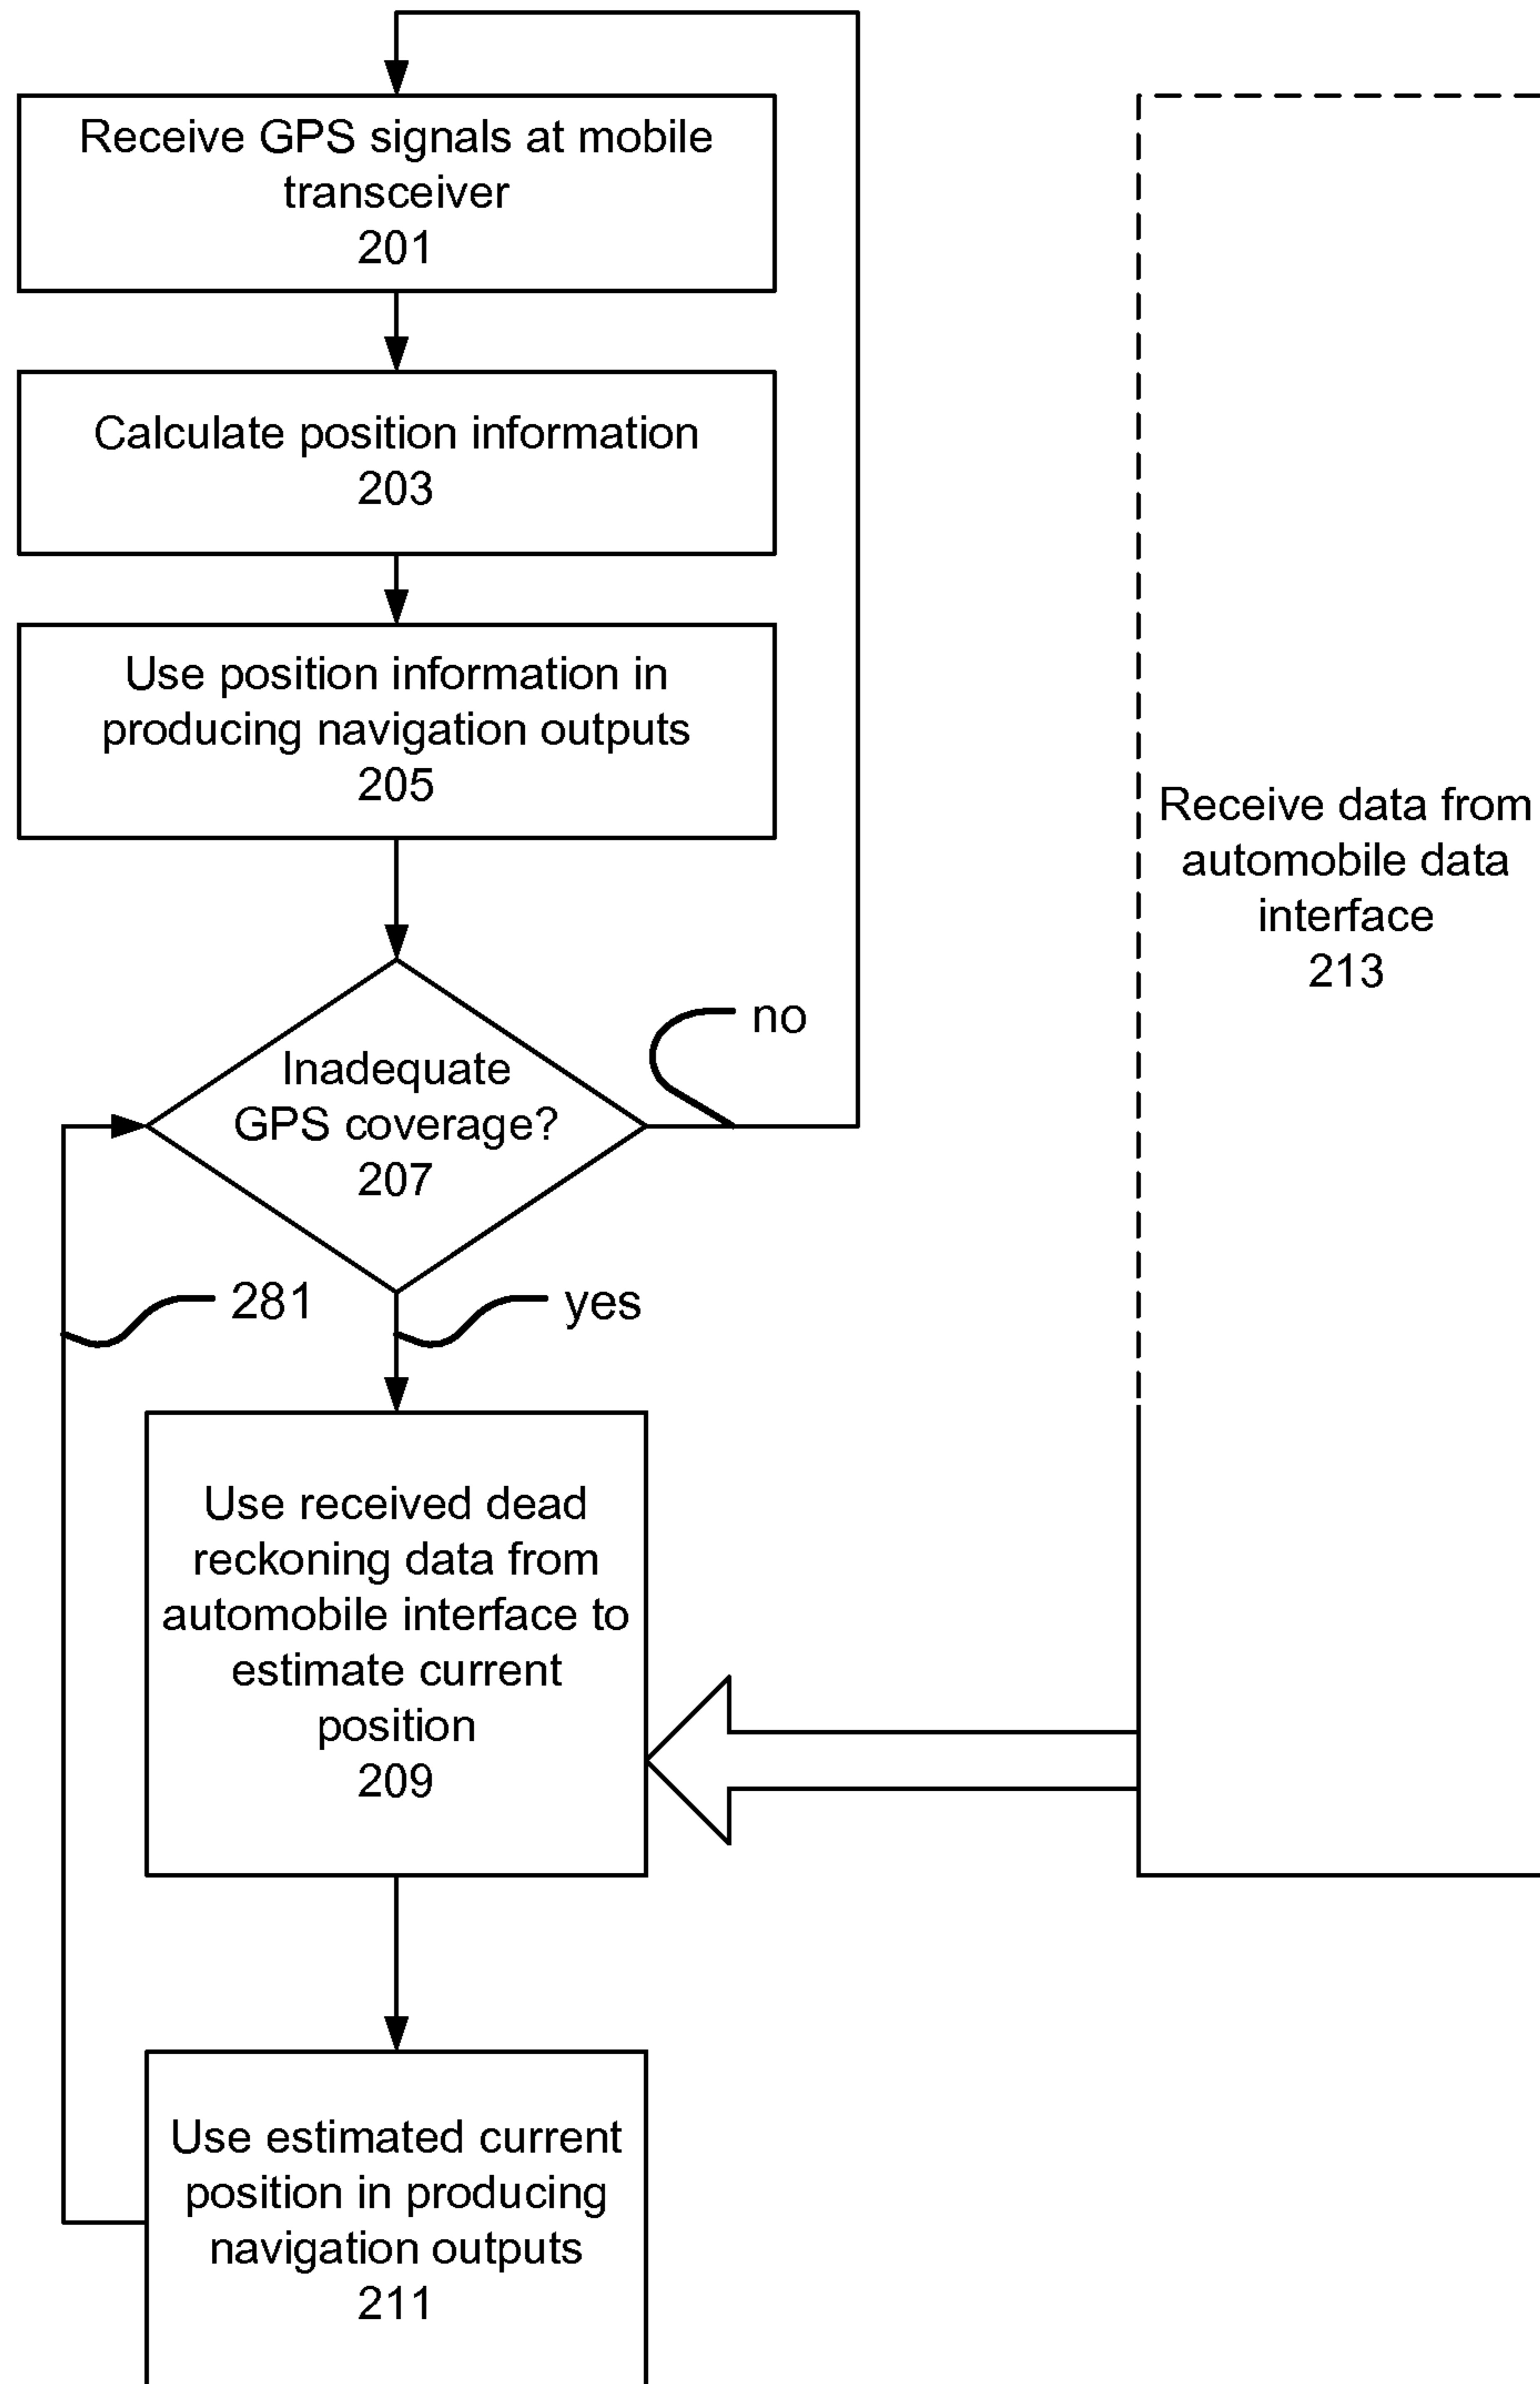 Receive GPS signals at mobile
transceiver
201
Calculate position information
203
Use position information in
producing navigation outputs
205
Receive data from
automobile data
interface
213
no
Inadequate
GPS coverage?
207
281
yes
Use received dead
reckoning data from
automobile interface to
estimate current
position
209
Use estimated current
position in producing
navigation outputs
211